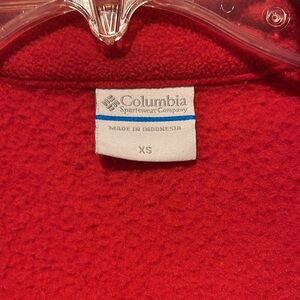 Columbia
Sportswear Company
MADE IN INDONESIA
XS